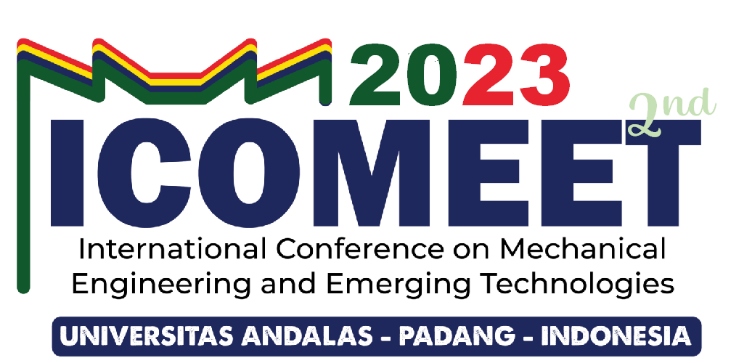 2023
2nd
ICOMEET
International Conference on Mechanical
Engineering and Emerging Technologies
UNIVERSITAS ANDALAS - PADANG - INDONESIA